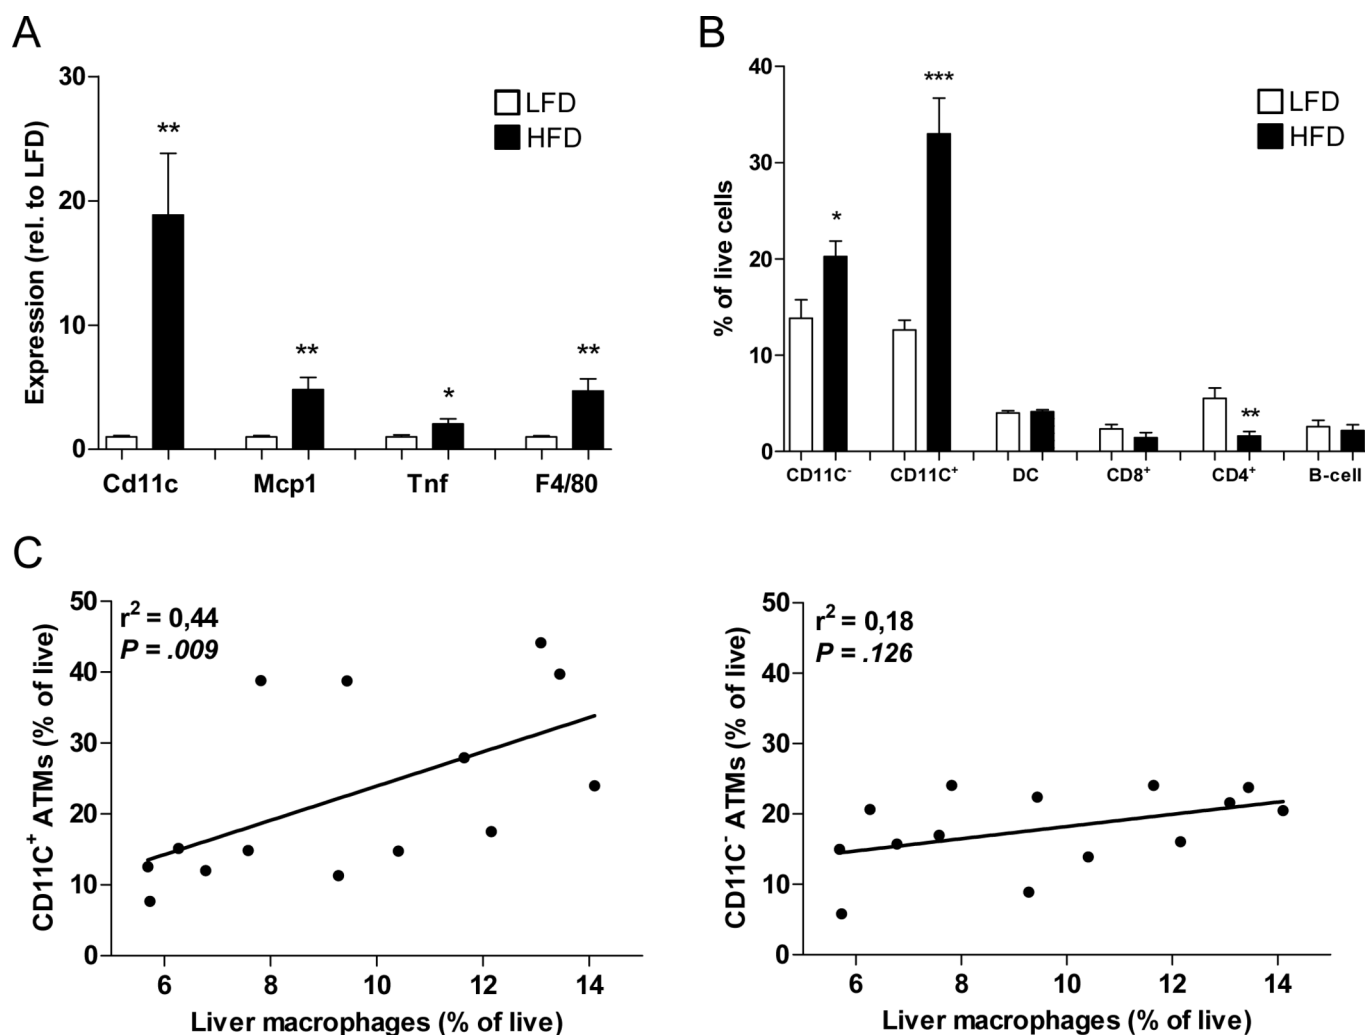 A
Expression (rel. to LFD)
30
20
10
0
LFD
HFD
**
**
*
**
Cd11c Mcp1 Tnf F4/80
B
% of live cells
40
30
20
10
0
LFD
HFD
*
***
**
CD11C⁻ CD11C⁺ DC CD8⁺ CD4⁺ B-cell
C
CD11C⁺ ATMs (% of live)
50
40
30
20
10
0
r² = 0,44
P = .009
6 8 10 12 14
Liver macrophages (% of live)
CD11C⁻ ATMs (% of live)
50
40
30
20
10
0
r² = 0,18
P = .126
6 8 10 12 14
Liver macrophages (% of live)